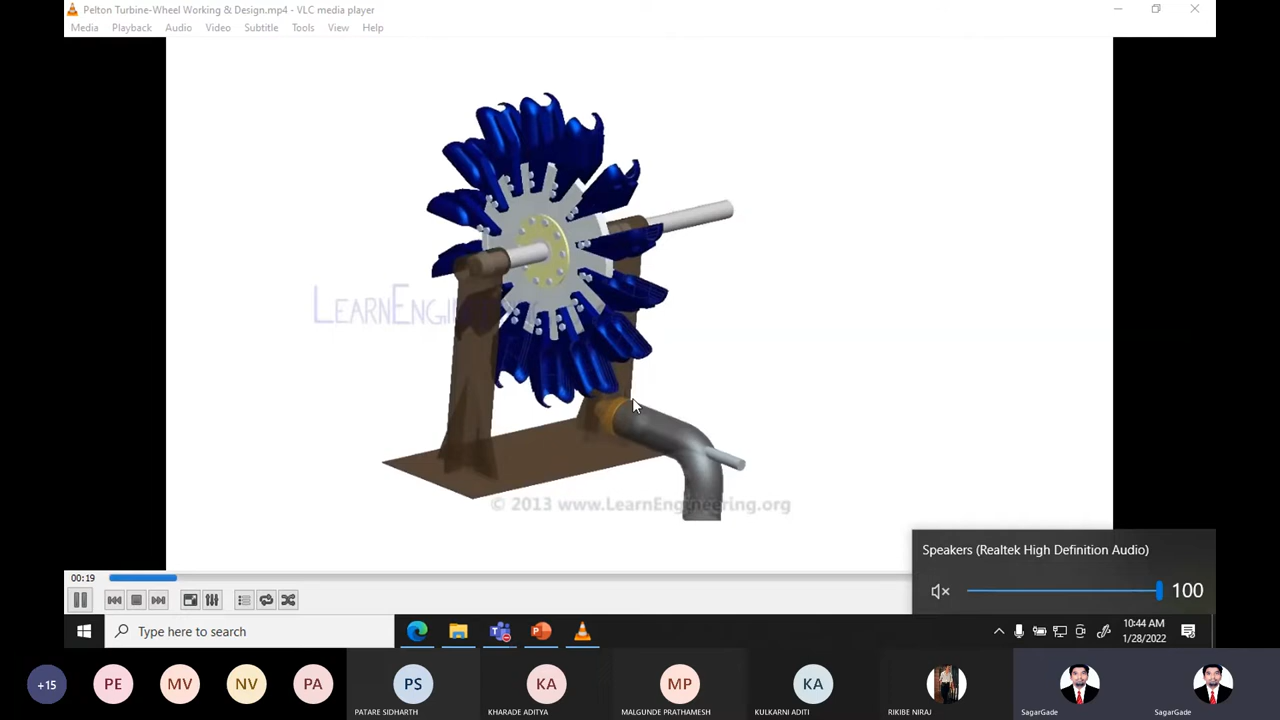 Pelton Turbine-Wheel Working & Design.mp4 - VLC media player
Media Playback Audio Video Subtitle Tools View Help
© 2013 www.LearnEngineering.org
Speakers (Realtek High Definition Audio)
00:19
100
Type here to search
10:44 AM
1/28/2022
+15 PE MV NV PA PS KA MP KA
PATARE SIDHARTH KHARADE ADITYA MALGUNDE PRATHAMESH KULKARNI ADITI RIKIBE NIRAJ SagarGade SagarGade